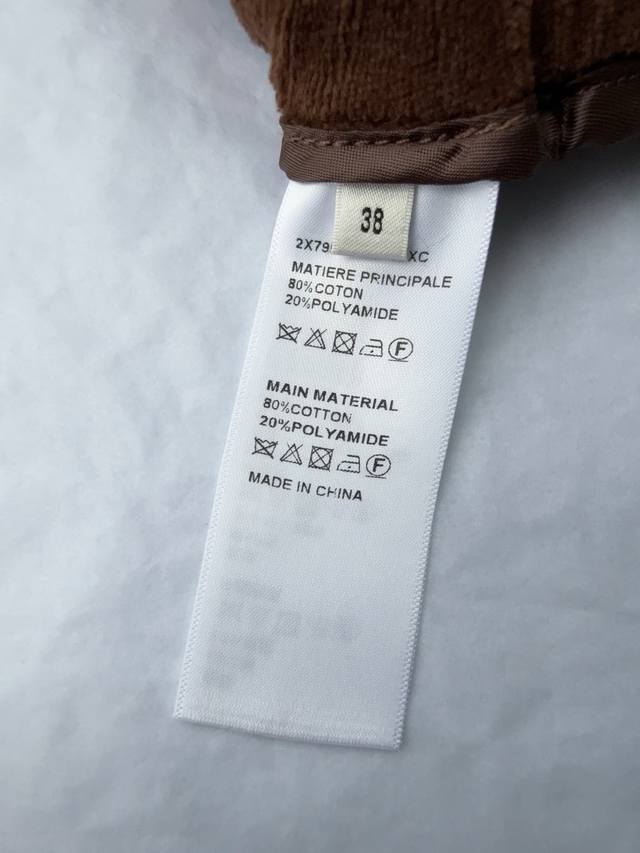 38
2X79 XC
MATIERE PRINCIPALE
80%COTON
20%POLYAMIDE
F
MAIN MATERIAL
80%COTTON
20%POLYAMIDE
F
MADE IN CHINA